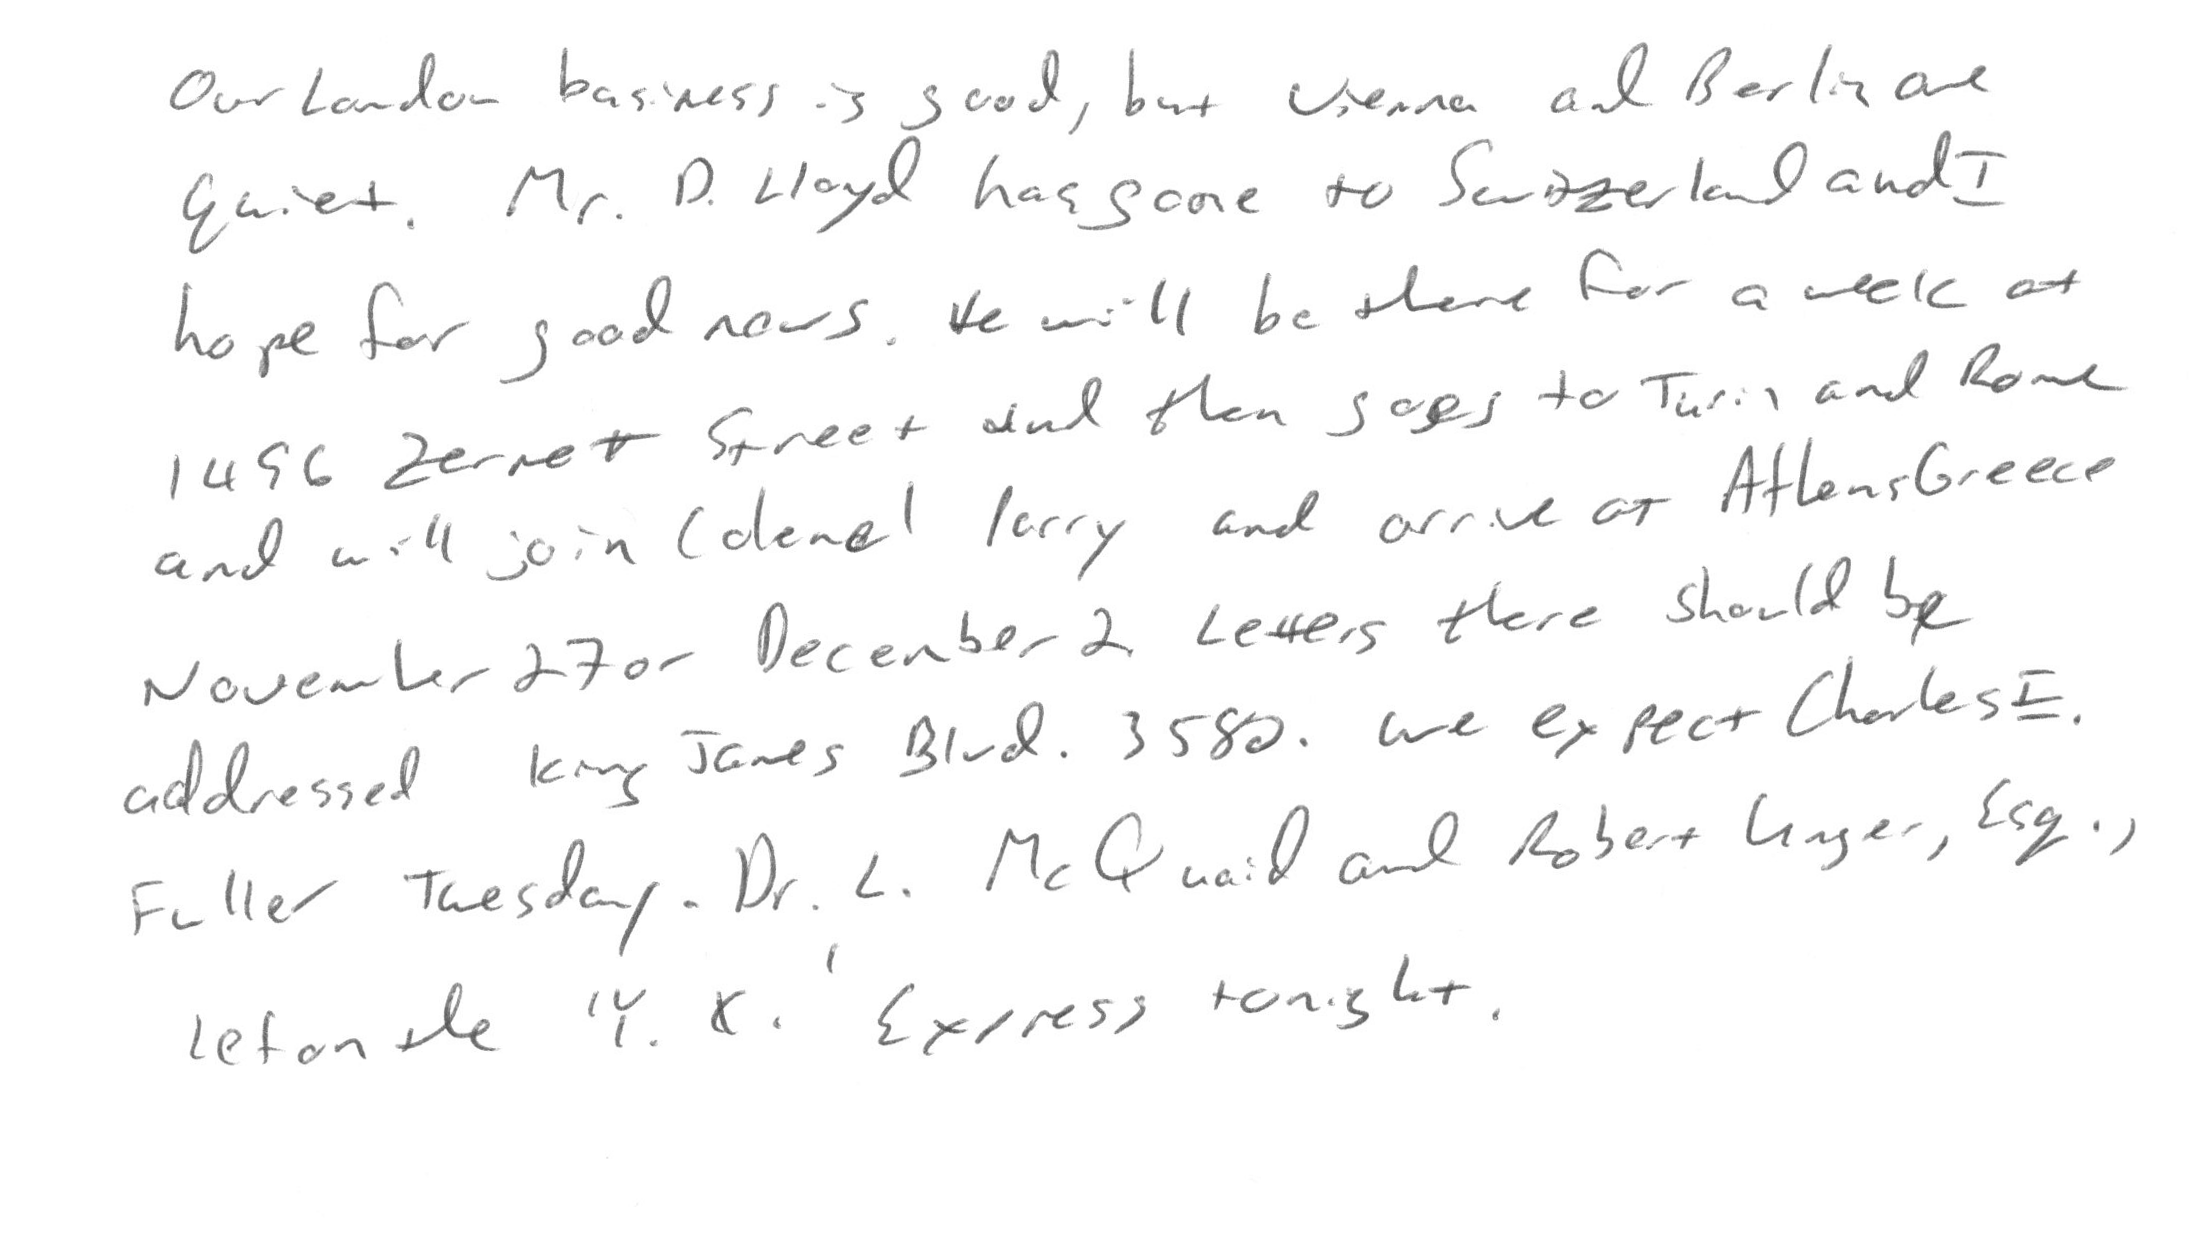 Our London business is good, but Vienna and Berlin are
quiet. Mr. D. Lloyd has gone to Switzerland and I
hope for good news. He will be there for a week at
1496 Zermott Street and then goes to Turin and Rome
and will join Colonel Parry and arrive at Athens Greece
November 27 or December 2 Letters there should be
addressed King James Blvd. 3580. We expect Charles E.
Fuller Tuesday. Dr. L. McQuaid and Robert Unger, Esq.,
left on the "Y. X.' Express tonight.